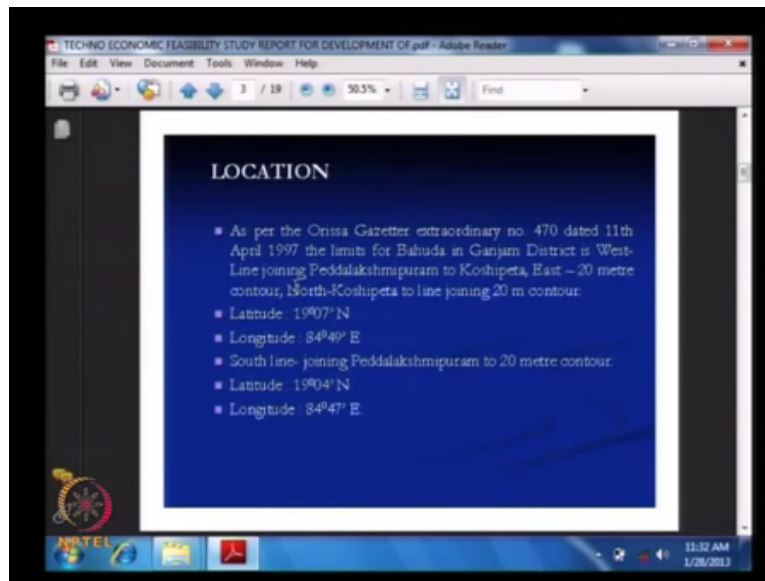 TECHNO ECONOMIC FEASIBILITY STUDY REPORT FOR DEVELOPMENT OF.pdf - Adobe Reader
File Edit View Document Tools Window Help
3 / 19 50.5% Find
LOCATION
As per the Orissa Gazetter extraordinary no. 470 dated 11th
April 1997 the limits for Bahuda in Ganjam District is West-
Line joining Peddalakshmipuram to Koshipeta, East – 20 metre
contour, North-Koshipeta to line joining 20 m contour.
Latitude : 19⁰07' N
Longitude : 84⁰49' E
South line- joining Peddalakshmipuram to 20 metre contour:
Latitude : 19⁰04' N
Longitude : 84⁰47' E.
NPTEL
11:32 AM
1/28/2013